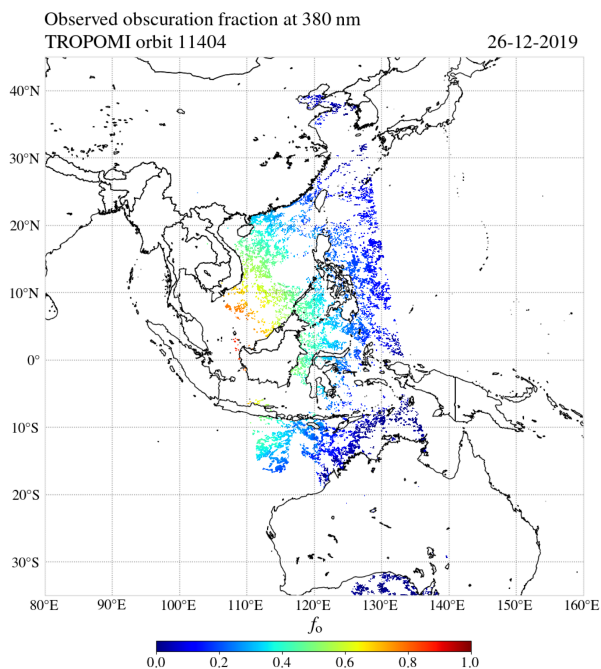 Observed obscuration fraction at 380 nm
TROPOMI orbit 11404 26-12-2019
40°N
30°N
20°N
10°N
0°
10°S
20°S
30°S
80°E 90°E 100°E 110°E 120°E 130°E 140°E 150°E 160°E
fo
0.0 0.2 0.4 0.6 0.8 1.0